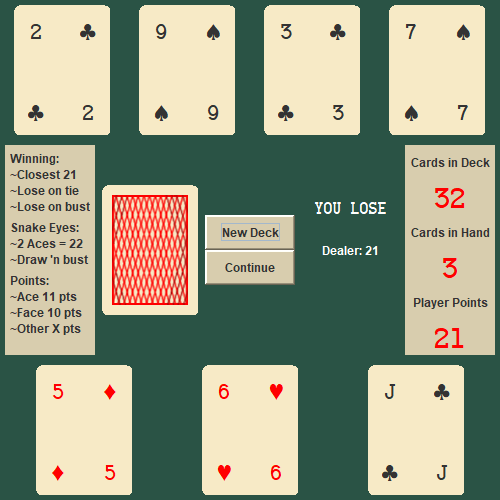 2 ♣ 9 ♠ 3 ♣ 7 ♠
♣ 2 ♠ 9 ♣ 3 ♠ 7
Winning:
~Closest 21
~Lose on tie
~Lose on bust
Snake Eyes:
~2 Aces = 22
~Draw 'n bust
Points:
~Ace 11 pts
~Face 10 pts
~Other X pts
New Deck
Continue
YOU LOSE
Dealer: 21
Cards in Deck
32
Cards in Hand
3
Player Points
21
5 ♦ 6 ♥ J ♣
♦ 5 ♥ 6 ♣ J